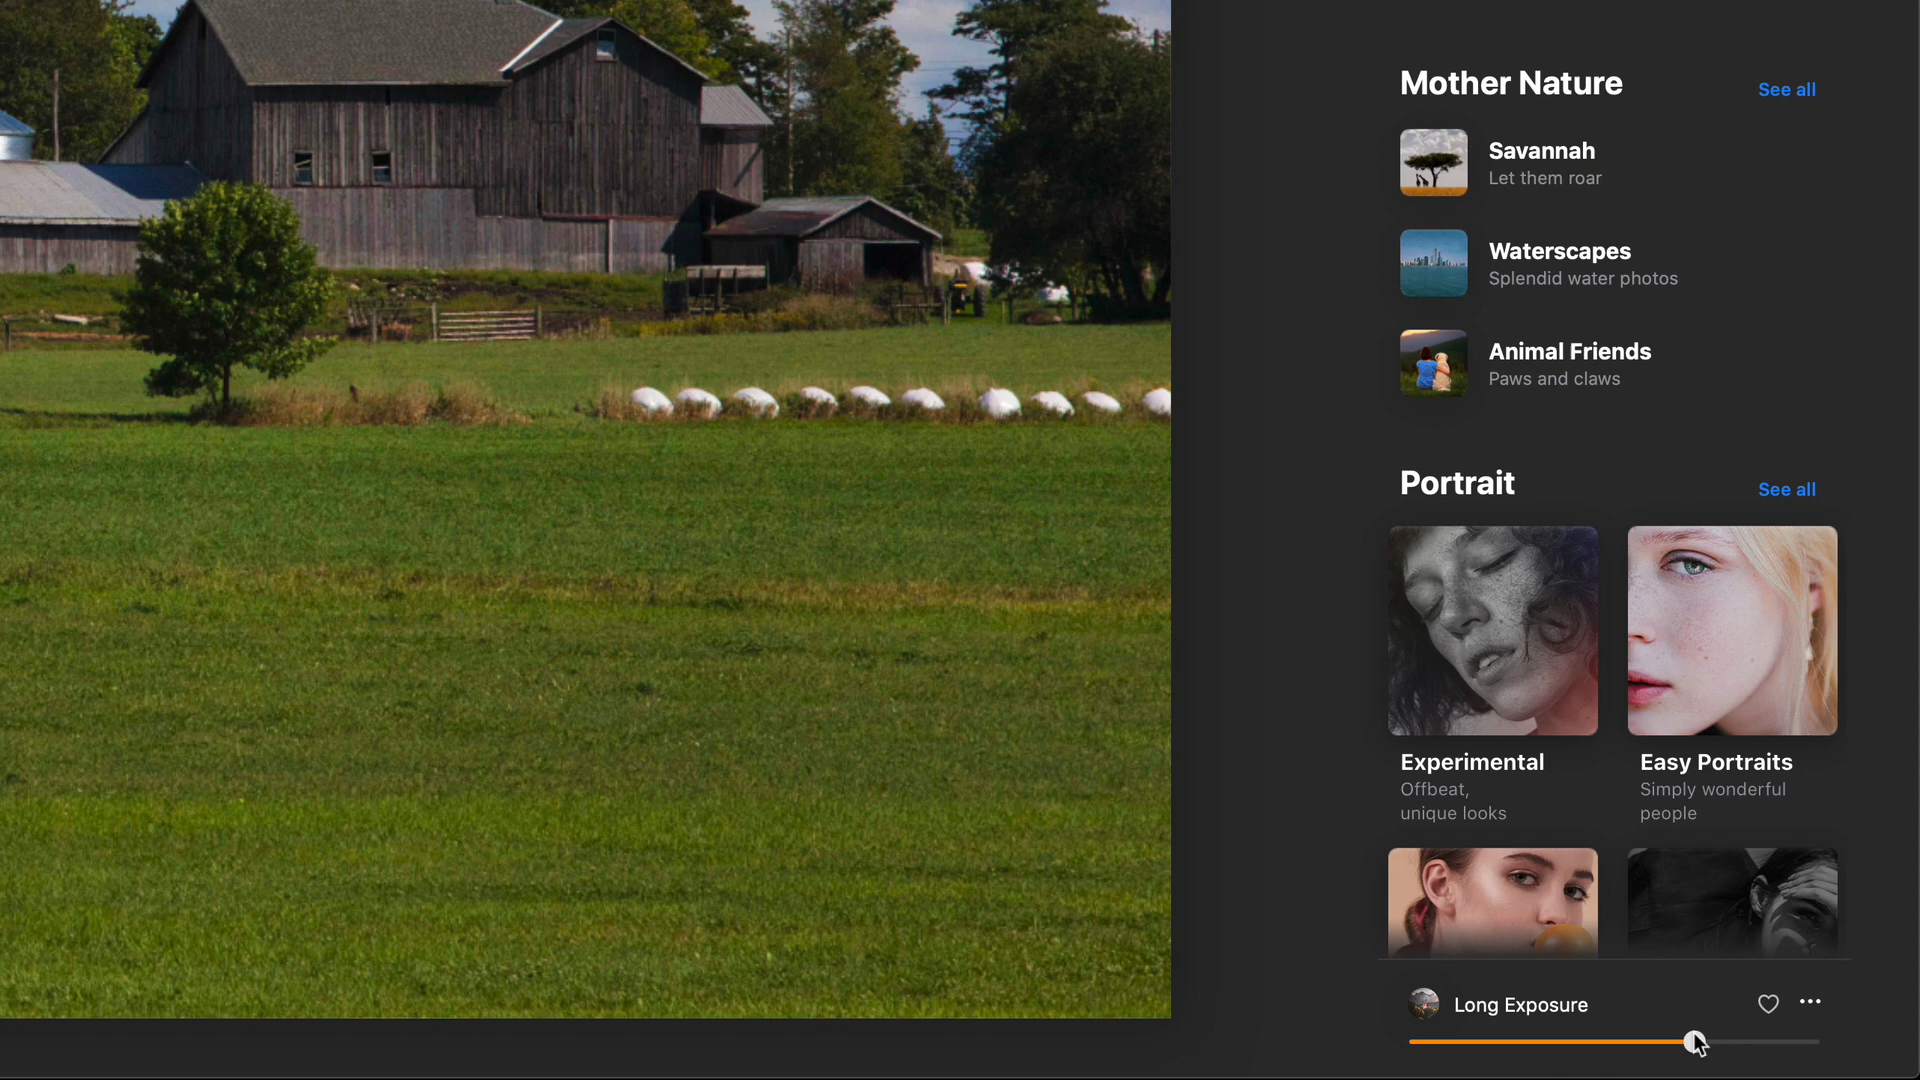 Mother Nature
See all
Savannah
Let them roar
Waterscapes
Splendid water photos
Animal Friends
Paws and claws
Portrait
See all
Experimental
Offbeat,
unique looks
Easy Portraits
Simply wonderful
people
Long Exposure